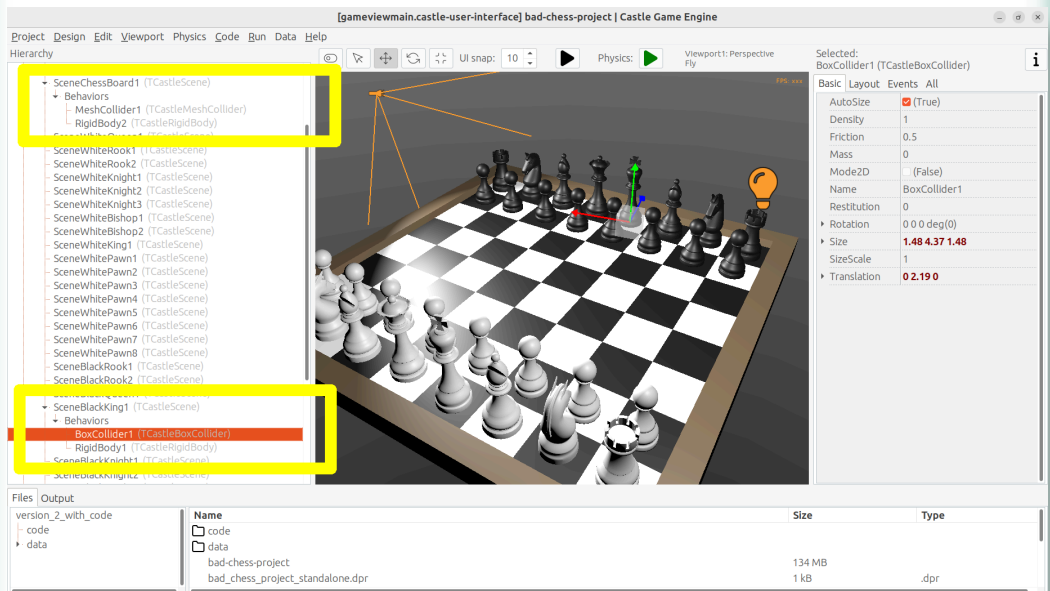 [gameviewmain.castle-user-interface] bad-chess-project | Castle Game Engine
Project Design Edit Viewport Physics Code Run Data Help
Hierarchy
UI snap: 10
Physics:
Viewport1: Perspective
Fly
Selected:
BoxCollider1 (TCastleBoxCollider)
i
SceneChessBoard1 (TCastleScene)
Behaviors
MeshCollider1 (TCastleMeshCollider)
RigidBody2 (TCastleRigidBody)
SceneWhiteQueen1 (TCastleScene)
SceneWhiteRook1 (TCastleScene)
SceneWhiteRook2 (TCastleScene)
SceneWhiteKnight1 (TCastleScene)
SceneWhiteKnight2 (TCastleScene)
SceneWhiteKnight3 (TCastleScene)
SceneWhiteBishop1 (TCastleScene)
SceneWhiteBishop2 (TCastleScene)
SceneWhiteKing1 (TCastleScene)
SceneWhitePawn1 (TCastleScene)
SceneWhitePawn2 (TCastleScene)
SceneWhitePawn3 (TCastleScene)
SceneWhitePawn4 (TCastleScene)
SceneWhitePawn5 (TCastleScene)
SceneWhitePawn6 (TCastleScene)
SceneWhitePawn7 (TCastleScene)
SceneWhitePawn8 (TCastleScene)
SceneBlackRook1 (TCastleScene)
SceneBlackRook2 (TCastleScene)
SceneBlackKing1 (TCastleScene)
Behaviors
BoxCollider1 (TCastleBoxCollider)
RigidBody1 (TCastleRigidBody)
SceneBlackKnight1 (TCastleScene)
SceneBlackKnight2 (TCastleScene)
FPS: xxx
Basic Layout Events All
AutoSize (True)
Density 1
Friction 0.5
Mass 0
Mode2D (False)
Name BoxCollider1
Restitution 0
Rotation 0 0 0 deg(0)
Size 1.48 4.37 1.48
SizeScale 1
Translation 0 2.19 0
Files Output
version_2_with_code
code
data
Name Size Type
code
data
bad-chess-project 134 MB
bad_chess_project_standalone.dpr 1 kB .dpr